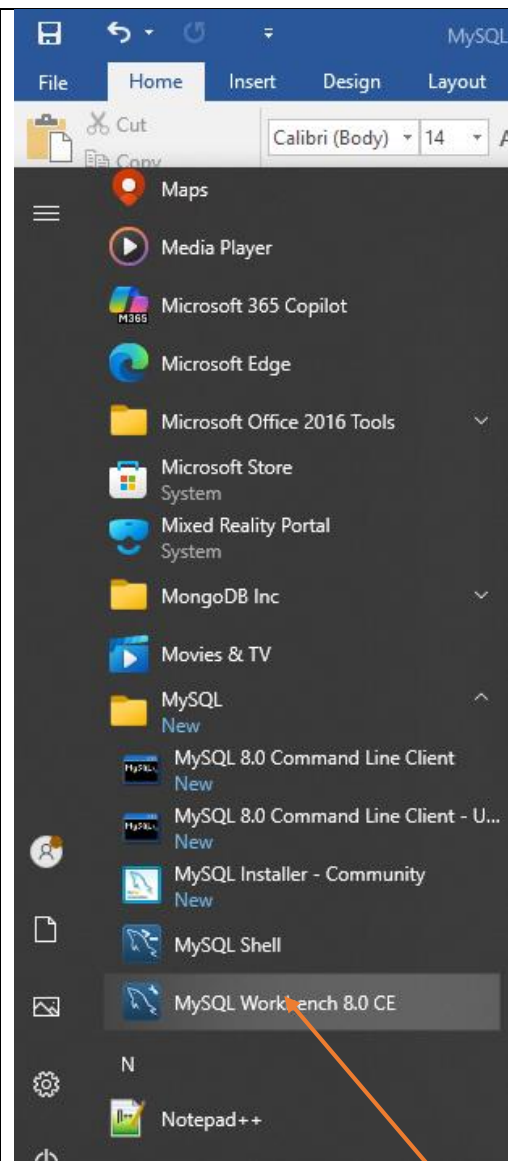 MySQL
File Home Insert Design Layout
Cut
Calibri (Body) 14 A
Copy
Maps
Media Player
M365
Microsoft 365 Copilot
Microsoft Edge
Microsoft Office 2016 Tools
Microsoft Store
System
Mixed Reality Portal
System
MongoDB Inc
Movies & TV
MySQL
New
MySQL 8.0 Command Line Client
New
MySQL 8.0 Command Line Client - U...
New
MySQL Installer - Community
New
MySQL Shell
MySQL Workbench 8.0 CE
N
Notepad++